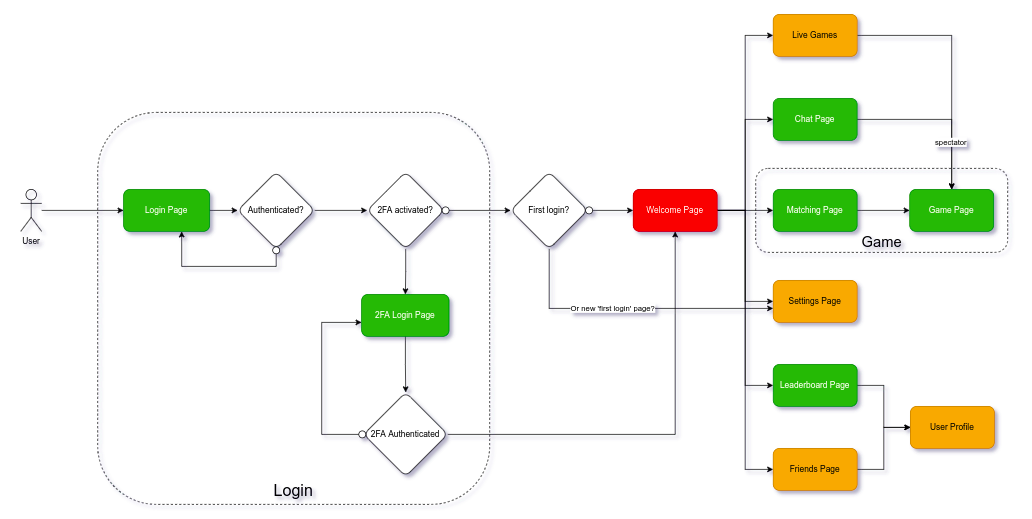 Live Games
Chat Page
spectator
Login Page
Authenticated?
2FA activated?
First login?
Welcome Page
Matching Page
Game Page
User
Game
Settings Page
Or new 'first login' page?
2FA Login Page
Leaderboard Page
User Profile
2FA Authenticated
Friends Page
Login